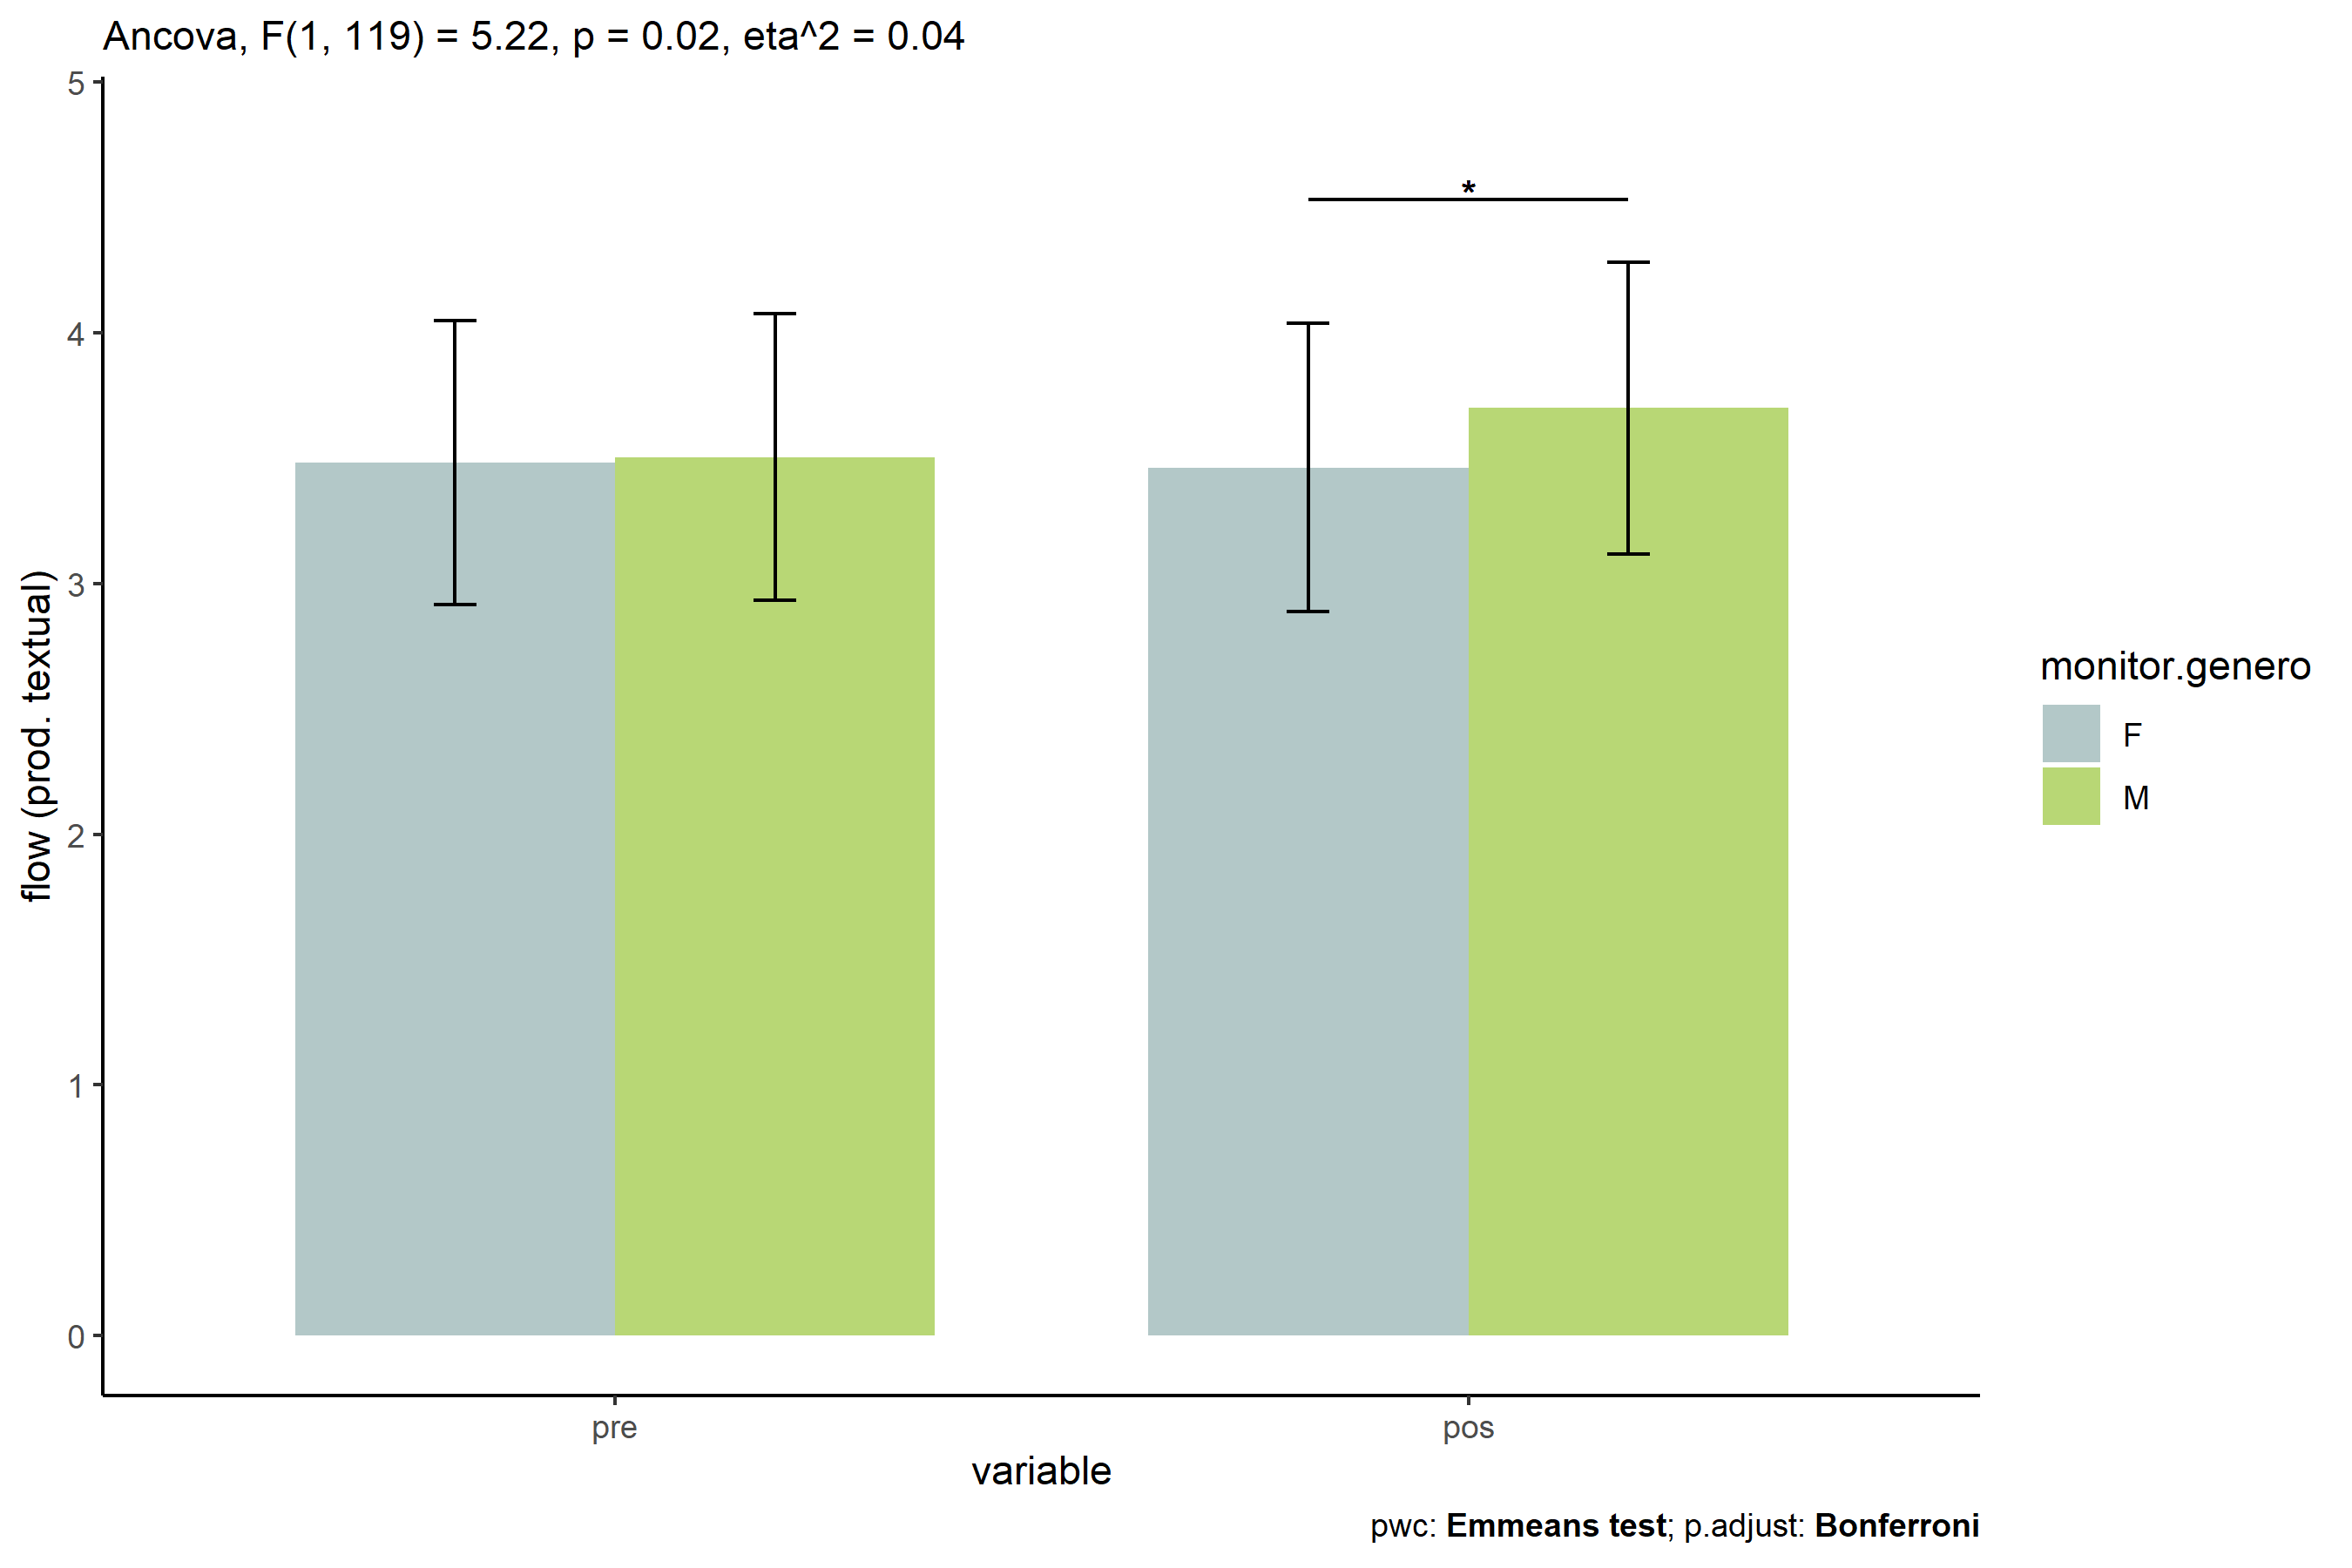 Ancova, F(1, 119) = 5.22, p = 0.02, eta^2 = 0.04
5
4
3
2
1
0
flow (prod. textual)
*
pre
pos
variable
monitor.genero
F
M
pwc: Emmeans test; p.adjust: Bonferroni